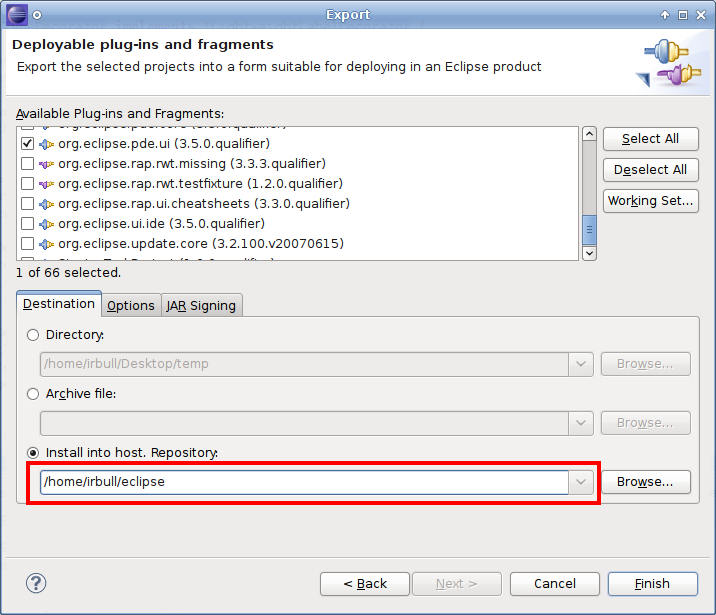 Export
Deployable plug-ins and fragments
Export the selected projects into a form suitable for deploying in an Eclipse product
Available Plug-ins and Fragments:
org.eclipse.pde.ui (3.5.0.qualifier)
org.eclipse.rap.rwt.missing (3.3.3.qualifier)
org.eclipse.rap.rwt.testfixture (1.2.0.qualifier)
org.eclipse.rap.ui.cheatsheets (3.3.0.qualifier)
org.eclipse.ui.ide (3.5.0.qualifier)
org.eclipse.update.core (3.2.100.v20070615)
Select All
Deselect All
Working Set...
1 of 66 selected.
Destination Options JAR Signing
Directory:
/home/irbull/Desktop/temp Browse...
Archive file:
Browse...
Install into host. Repository:
/home/irbull/eclipse Browse...
? < Back Next > Cancel Finish